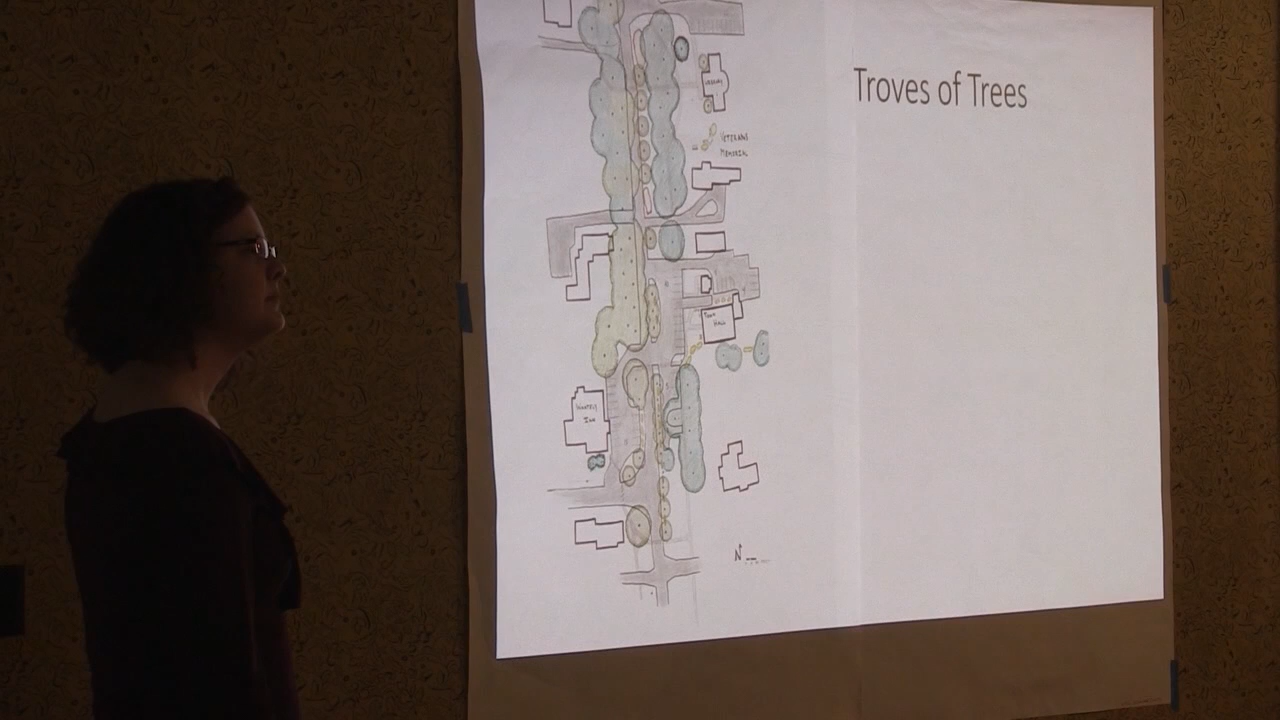 Troves of Trees
LIBRARY
VETERANS
MEMORIAL
TOWN
HALL
INN
N